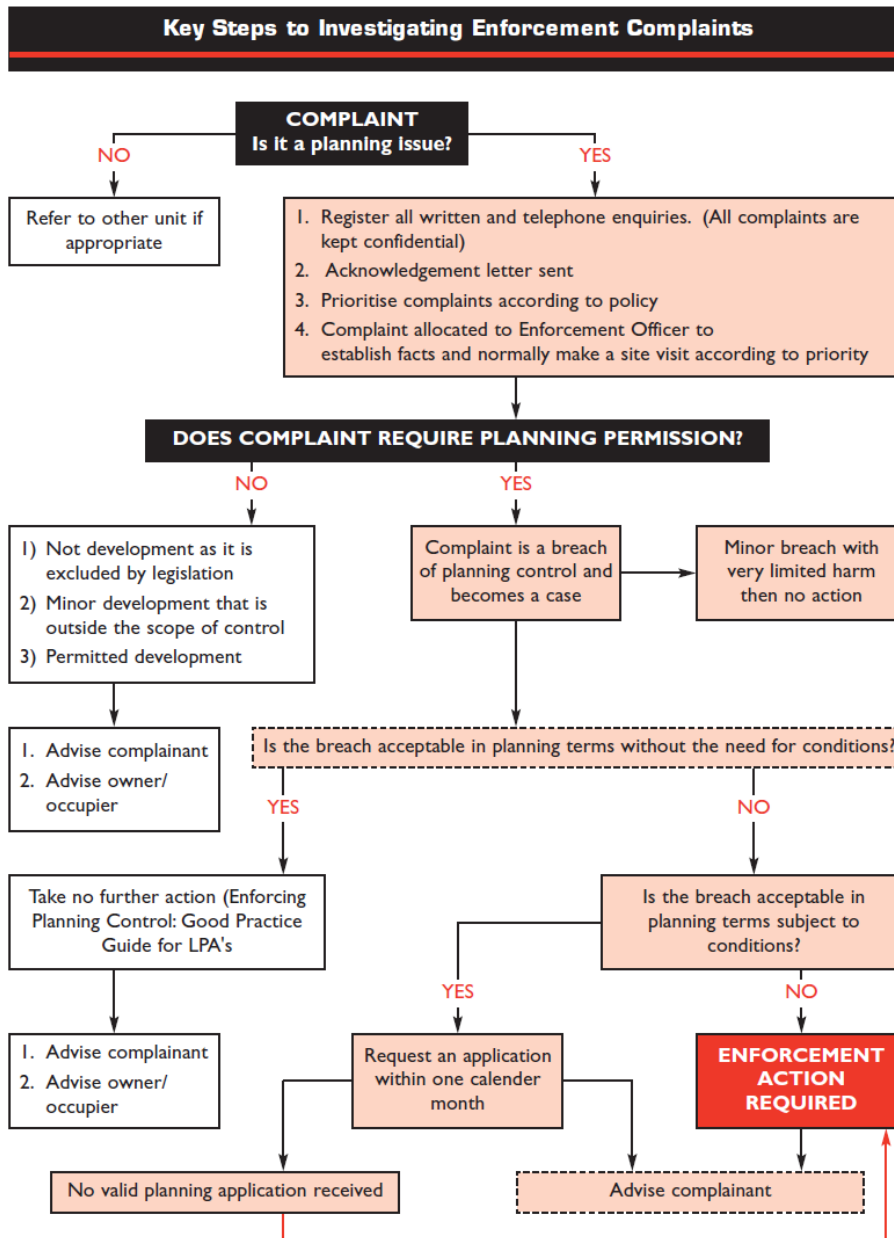 Key Steps to Investigating Enforcement Complaints
COMPLAINT
Is it a planning issue?
NO
YES
Refer to other unit if
appropriate
1. Register all written and telephone enquiries. (All complaints are
kept confidential)
2. Acknowledgement letter sent
3. Prioritise complaints according to policy
4. Complaint allocated to Enforcement Officer to
establish facts and normally make a site visit according to priority
DOES COMPLAINT REQUIRE PLANNING PERMISSION?
NO
YES
1) Not development as it is
excluded by legislation
2) Minor development that is
outside the scope of control
3) Permitted development
Complaint is a breach
of planning control and
becomes a case
Minor breach with
very limited harm
then no action
1. Advise complainant
2. Advise owner/
occupier
Is the breach acceptable in planning terms without the need for conditions?
YES
NO
Take no further action (Enforcing
Planning Control: Good Practice
Guide for LPA's
Is the breach acceptable in
planning terms subject to
conditions?
YES
NO
1. Advise complainant
2. Advise owner/
occupier
Request an application
within one calender
month
ENFORCEMENT
ACTION
REQUIRED
No valid planning application received
Advise complainant